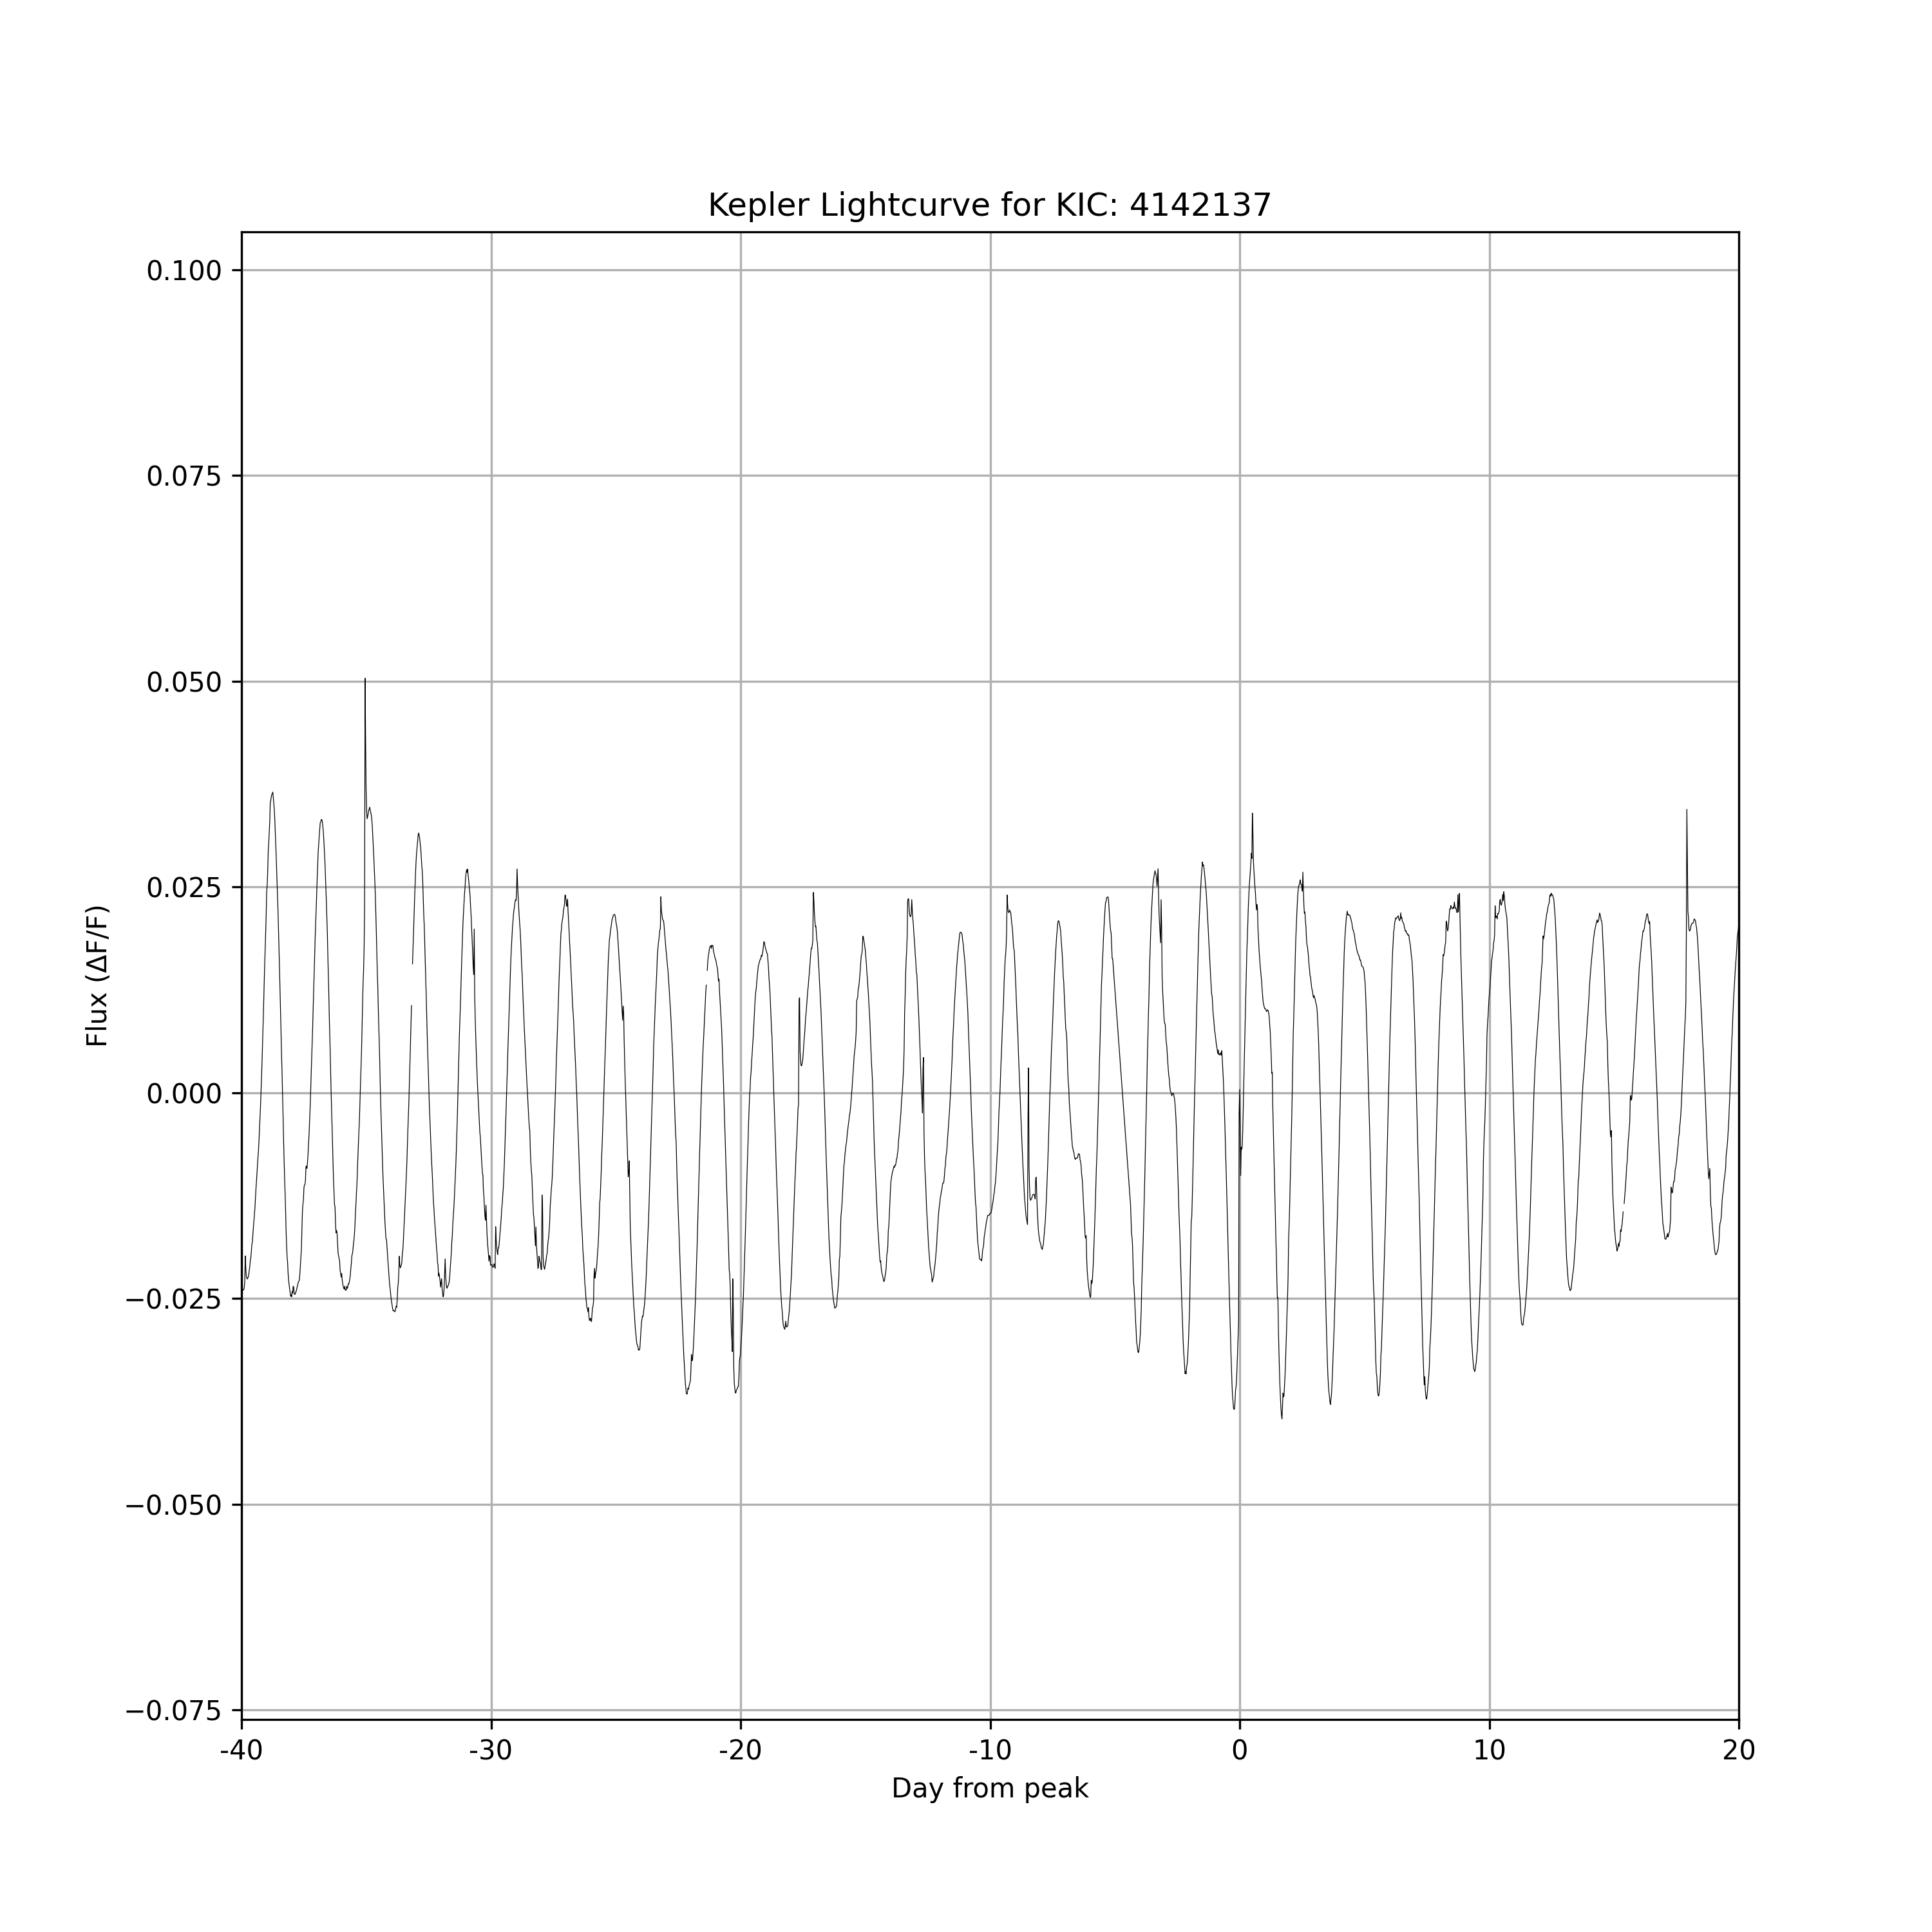 Kepler Lightcurve for KIC: 4142137
0.100
0.075
0.050
0.025
0.000
−0.025
−0.050
−0.075
Flux (ΔF/F)
-40 -30 -20 -10 0 10 20
Day from peak